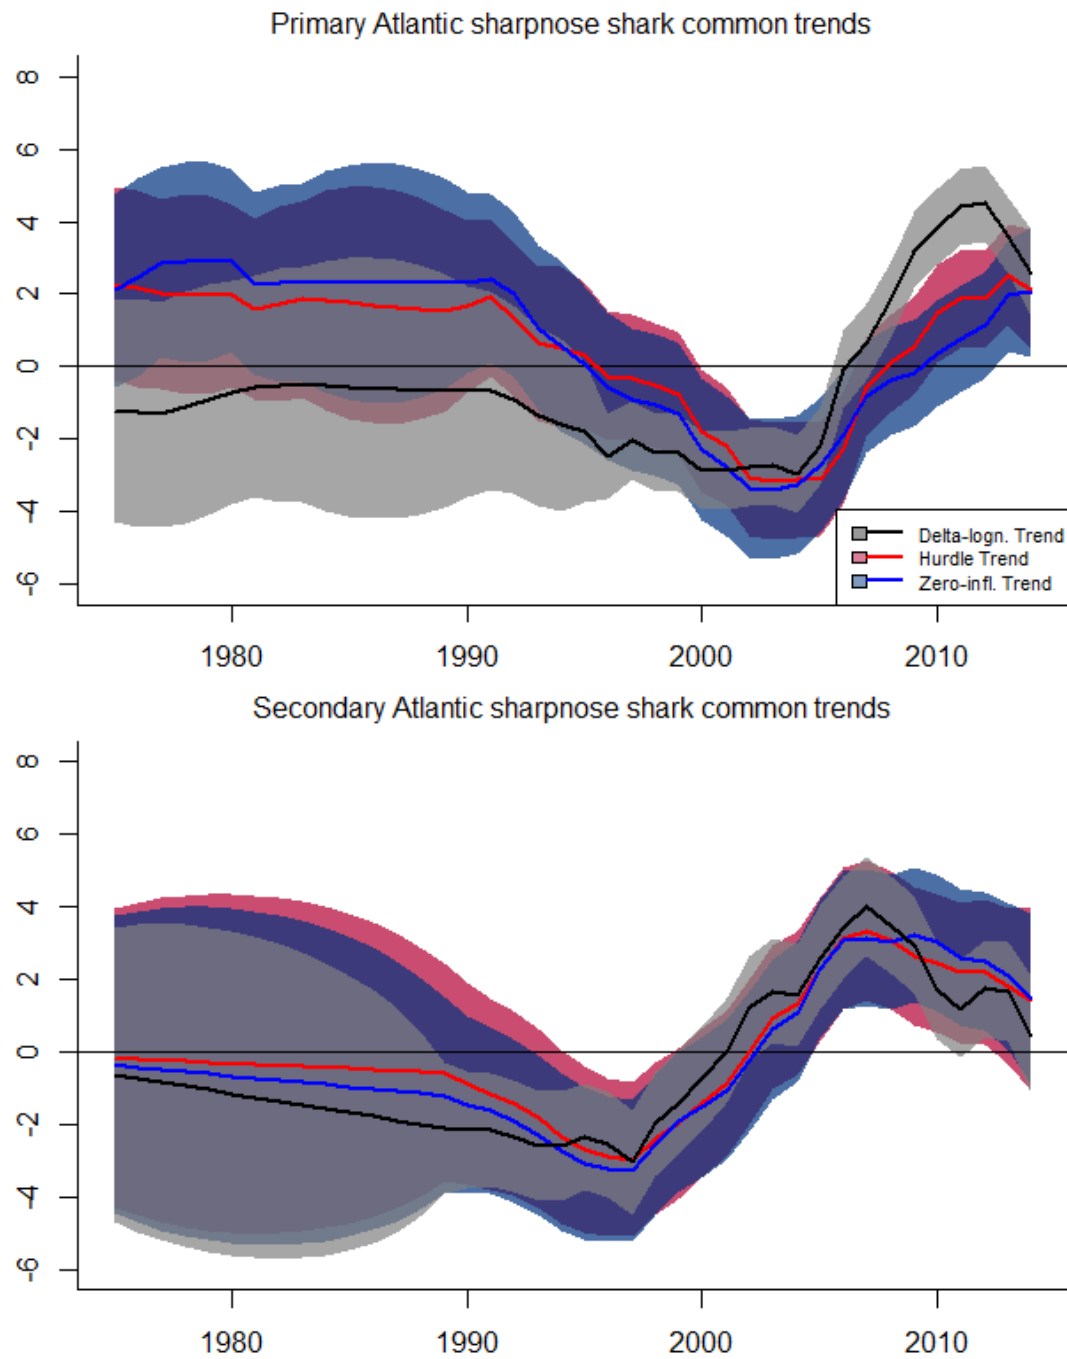 Primary Atlantic sharpnose shark common trends
8
6
4
2
0
-2
-4
-6
Delta-logn. Trend
Hurdle Trend
Zero-infl. Trend
1980 1990 2000 2010
Secondary Atlantic sharpnose shark common trends
8
6
4
2
0
-2
-4
-6
1980 1990 2000 2010